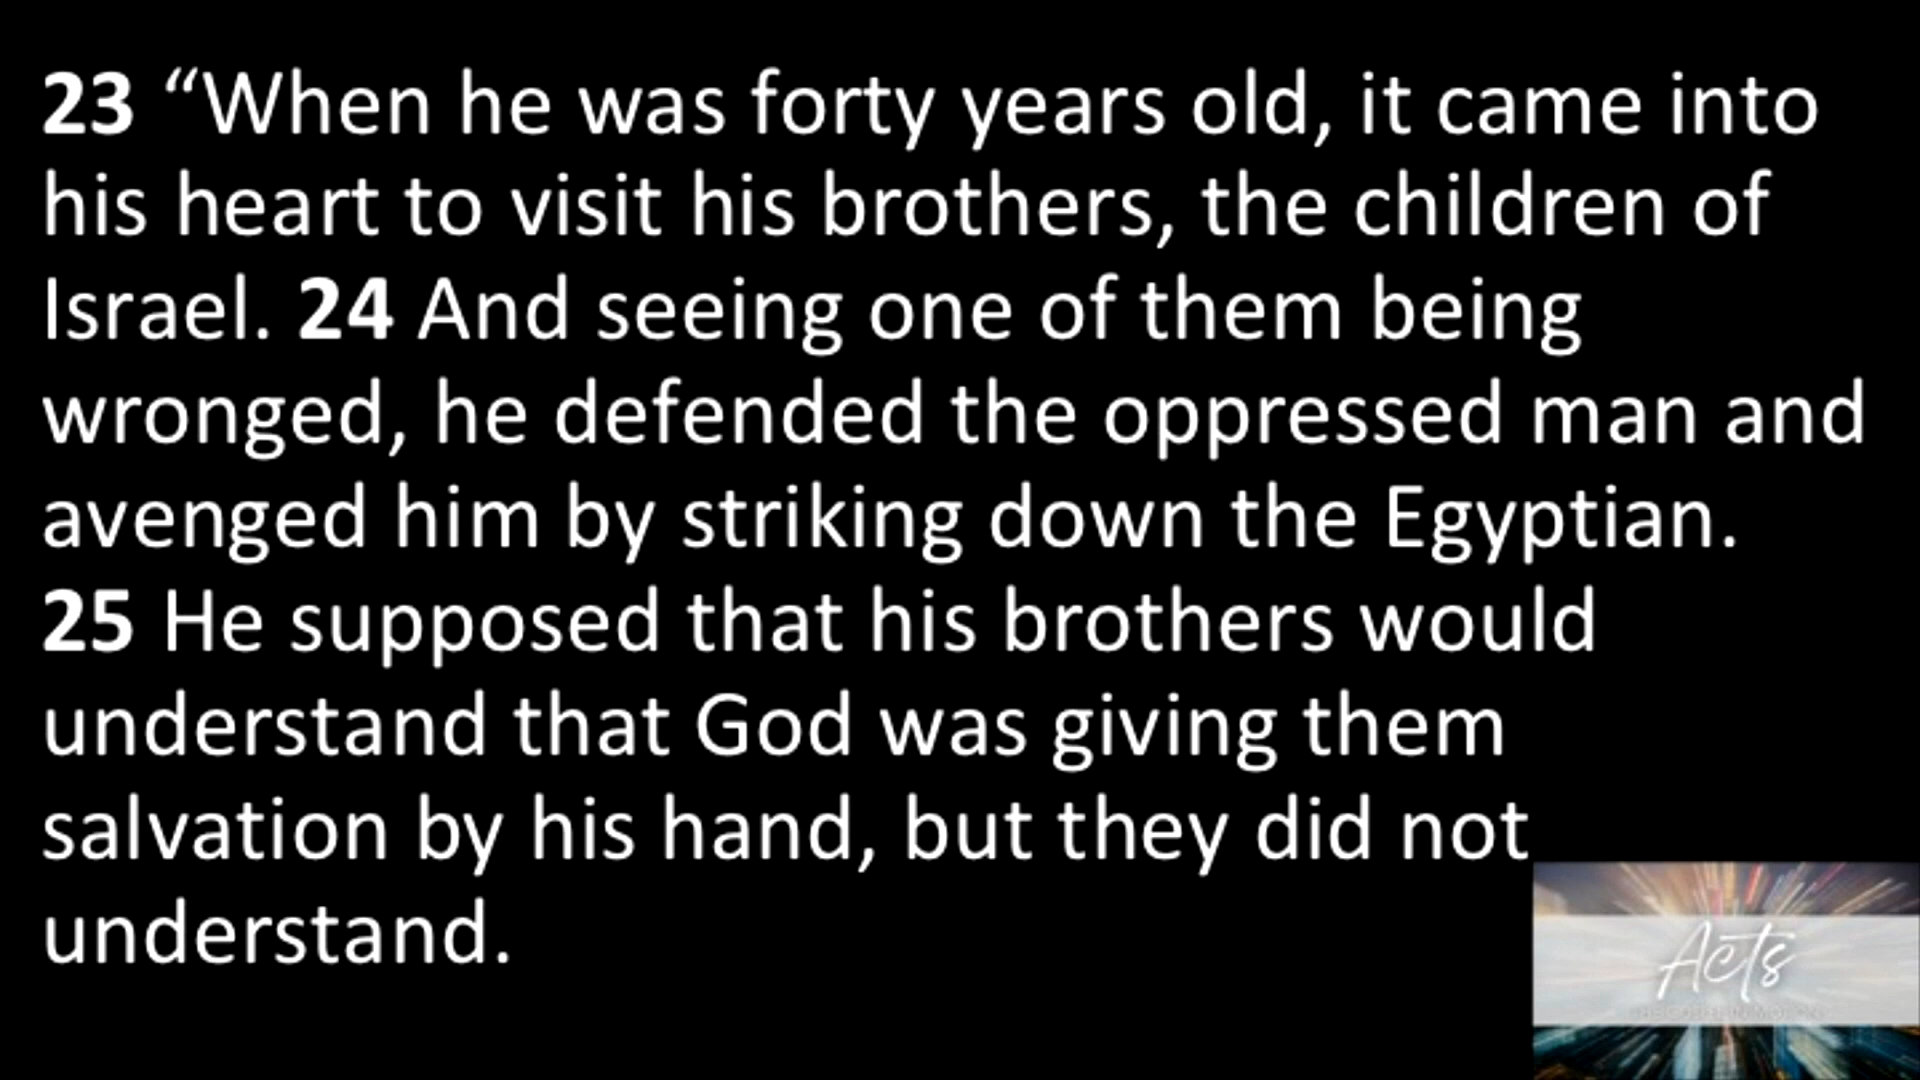 23 “When he was forty years old, it came into
his heart to visit his brothers, the children of
Israel. 24 And seeing one of them being
wronged, he defended the oppressed man and
avenged him by striking down the Egyptian.
25 He supposed that his brothers would
understand that God was giving them
salvation by his hand, but they did not
understand.
Acts